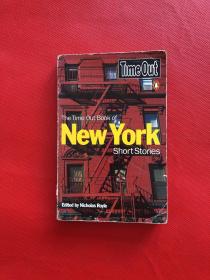 Time Out
The Time Out Book of
New York
Short Stories
Edited by Nicholas Royle